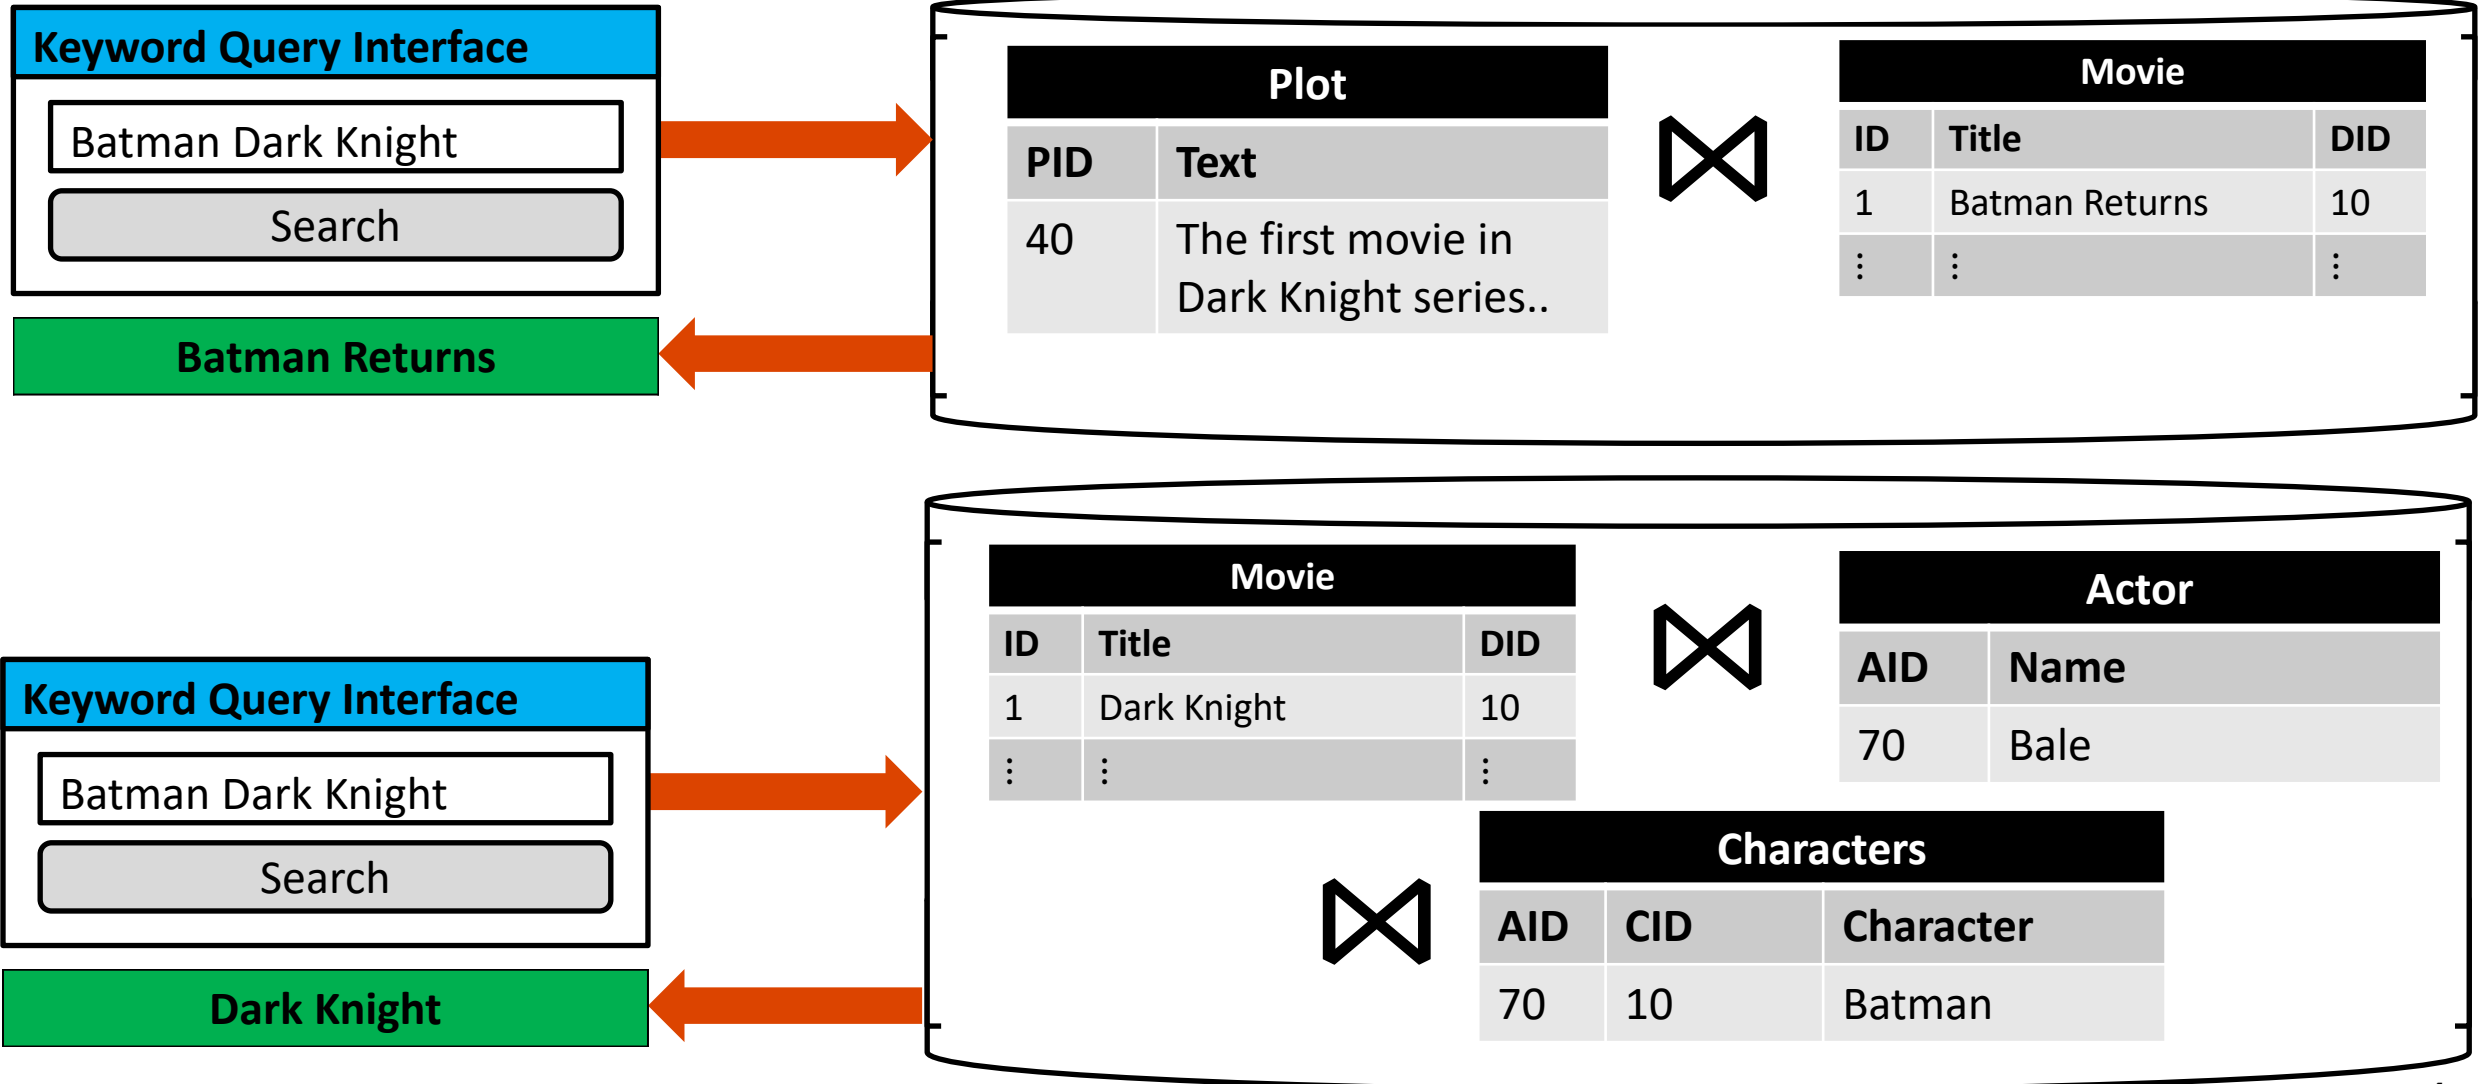 Keyword Query Interface
Batman Dark Knight
Search
Batman Returns
Plot
PID Text
40 The first movie in
Dark Knight series..
Movie
ID Title DID
1 Batman Returns 10
⋮ ⋮ ⋮
Keyword Query Interface
Batman Dark Knight
Search
Dark Knight
Movie
ID Title DID
1 Dark Knight 10
⋮ ⋮ ⋮
Actor
AID Name
70 Bale
Characters
AID CID Character
70 10 Batman